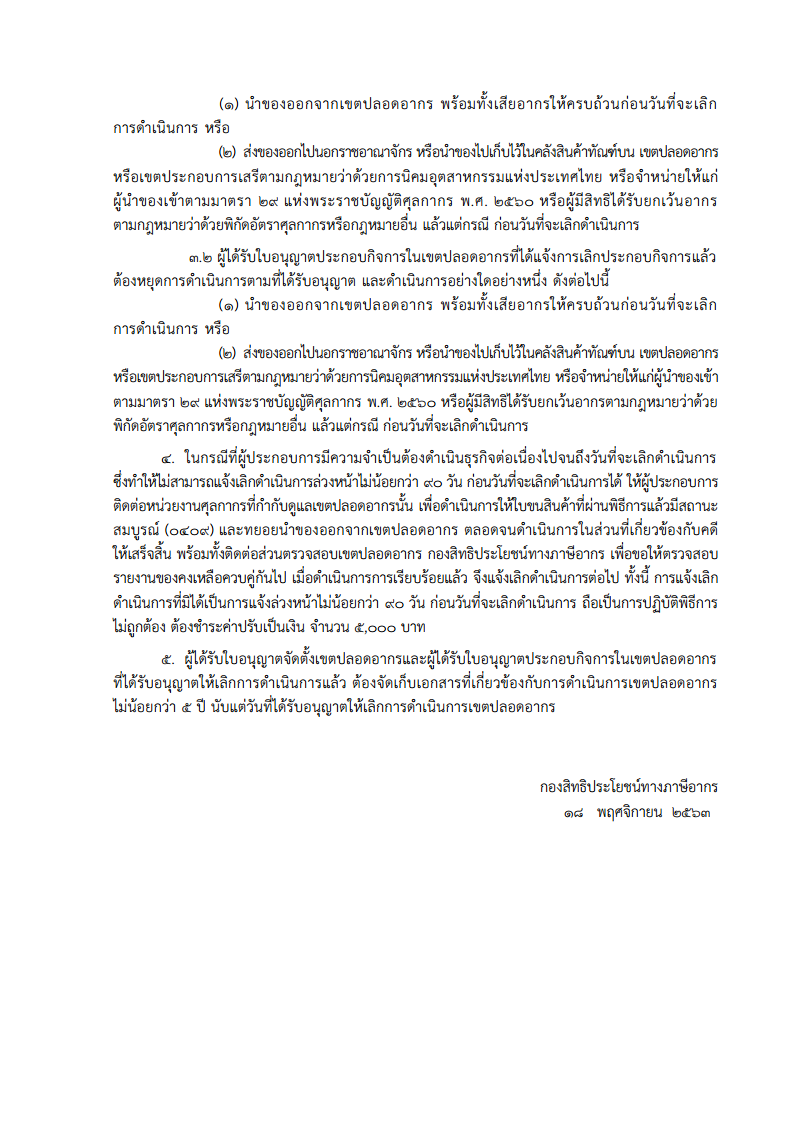 (๑) นำของออกจากเขตปลอดอากร พร้อมทั้งเสียอากรให้ครบถ้วนก่อนวันที่จะเลิก
การดำเนินการ หรือ
(๒) ส่งของออกไปนอกราชอาณาจักร หรือนำของไปเก็บไว้ในคลังสินค้าทัณฑ์บน เขตปลอดอากร
หรือเขตประกอบการเสรีตามกฎหมายว่าด้วยการนิคมอุตสาหกรรมแห่งประเทศไทย หรือจำหน่ายให้แก่
ผู้นำของเข้าตามมาตรา ๒๙ แห่งพระราชบัญญัติศุลกากร พ.ศ. ๒๕๖๐ หรือผู้มีสิทธิได้รับยกเว้นอากร
ตามกฎหมายว่าด้วยพิกัดอัตราศุลกากรหรือกฎหมายอื่น แล้วแต่กรณี ก่อนวันที่จะเลิกดำเนินการ
๓.๒ ผู้ได้รับใบอนุญาตประกอบกิจการในเขตปลอดอากรที่ได้แจ้งการเลิกประกอบกิจการแล้ว
ต้องหยุดการดำเนินการตามที่ได้รับอนุญาต และดำเนินการอย่างใดอย่างหนึ่ง ดังต่อไปนี้
(๑) นำของออกจากเขตปลอดอากร พร้อมทั้งเสียอากรให้ครบถ้วนก่อนวันที่จะเลิก
การดำเนินการ หรือ
(๒) ส่งของออกไปนอกราชอาณาจักร หรือนำของไปเก็บไว้ในคลังสินค้าทัณฑ์บน เขตปลอดอากร
หรือเขตประกอบการเสรีตามกฎหมายว่าด้วยการนิคมอุตสาหกรรมแห่งประเทศไทย หรือจำหน่ายให้แก่ผู้นำของเข้า
ตามมาตรา ๒๙ แห่งพระราชบัญญัติศุลกากร พ.ศ. ๒๕๖๐ หรือผู้มีสิทธิได้รับยกเว้นอากรตามกฎหมายว่าด้วย
พิกัดอัตราศุลกากรหรือกฎหมายอื่น แล้วแต่กรณี ก่อนวันที่จะเลิกดำเนินการ
๔. ในกรณีที่ผู้ประกอบการมีความจำเป็นต้องดำเนินธุรกิจต่อเนื่องไปจนถึงวันที่จะเลิกดำเนินการ
ซึ่งทำให้ไม่สามารถแจ้งเลิกดำเนินการล่วงหน้าไม่น้อยกว่า ๙๐ วัน ก่อนวันที่จะเลิกดำเนินการได้ ให้ผู้ประกอบการ
ติดต่อหน่วยงานศุลกากรที่กำกับดูแลเขตปลอดอากรนั้น เพื่อดำเนินการให้ใบขนสินค้าที่ผ่านพิธีการแล้วมีสถานะ
สมบูรณ์ (๐๔๐๙) และทยอยนำของออกจากเขตปลอดอากร ตลอดจนดำเนินการในส่วนที่เกี่ยวข้องกับคดี
ให้เสร็จสิ้น พร้อมทั้งติดต่อส่วนตรวจสอบเขตปลอดอากร กองสิทธิประโยชน์ทางภาษีอากร เพื่อขอให้ตรวจสอบ
รายงานของคงเหลือควบคู่กันไป เมื่อดำเนินการการเรียบร้อยแล้ว จึงแจ้งเลิกดำเนินการต่อไป ทั้งนี้ การแจ้งเลิก
ดำเนินการที่มิได้เป็นการแจ้งล่วงหน้าไม่น้อยกว่า ๙๐ วัน ก่อนวันที่จะเลิกดำเนินการ ถือเป็นการปฏิบัติพิธีการ
ไม่ถูกต้อง ต้องชำระค่าปรับเป็นเงิน จำนวน ๕,๐๐๐ บาท
๕. ผู้ได้รับใบอนุญาตจัดตั้งเขตปลอดอากรและผู้ได้รับใบอนุญาตประกอบกิจการในเขตปลอดอากร
ที่ได้รับอนุญาตให้เลิกการดำเนินการแล้ว ต้องจัดเก็บเอกสารที่เกี่ยวข้องกับการดำเนินการเขตปลอดอากร
ไม่น้อยกว่า ๕ ปี นับแต่วันที่ได้รับอนุญาตให้เลิกการดำเนินการเขตปลอดอากร
กองสิทธิประโยชน์ทางภาษีอากร
๑๘ พฤศจิกายน ๒๕๖๓